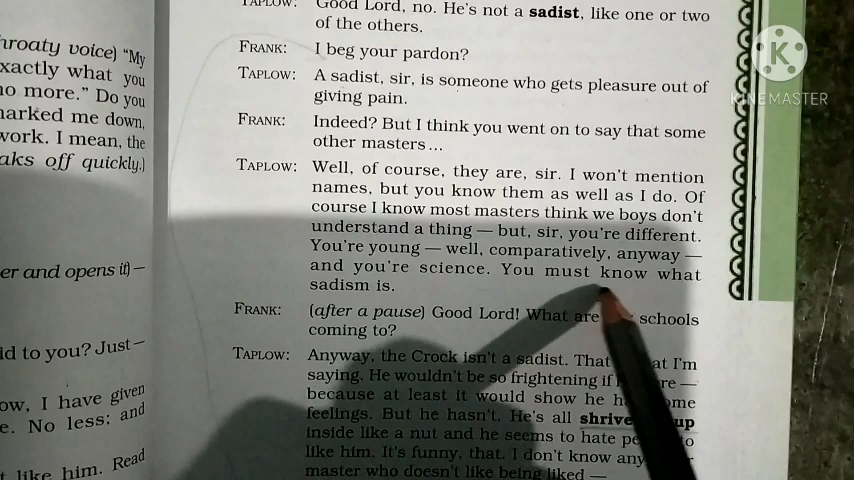 TAPLOW: Good Lord, no. He's not a sadist, like one or two
of the others.
FRANK: I beg your pardon?
TAPLOW: A sadist, sir, is someone who gets pleasure out of
giving pain.
FRANK: Indeed? But I think you went on to say that some
other masters ...
TAPLOW: Well, of course, they are, sir. I won't mention
names, but you know them as well as I do. Of
course I know most masters think we boys don't
understand a thing — but, sir, you're different.
You're young — well, comparatively, anyway —
and you're science. You must know what
sadism is.
FRANK: (after a pause) Good Lord! What are schools
coming to?
TAPLOW: Anyway, the Crock isn't a sadist. That at I'm
saying. He wouldn't be so frightening if re —
because at least it would show he h ome
feelings. But he hasn't. He's all shrive up
inside like a nut and he seems to hate pe to
like him. It's funny, that. I don't know any r
master who doesn't like being liked —
hroaty voice) "My
xactly what you
no more." Do you
narked me down,
work. I mean, the
aks off quickly.)
er and opens it) —
id to you? Just —
ow, I have given
e. No less; and
t like him. Read
K
KINEMASTER